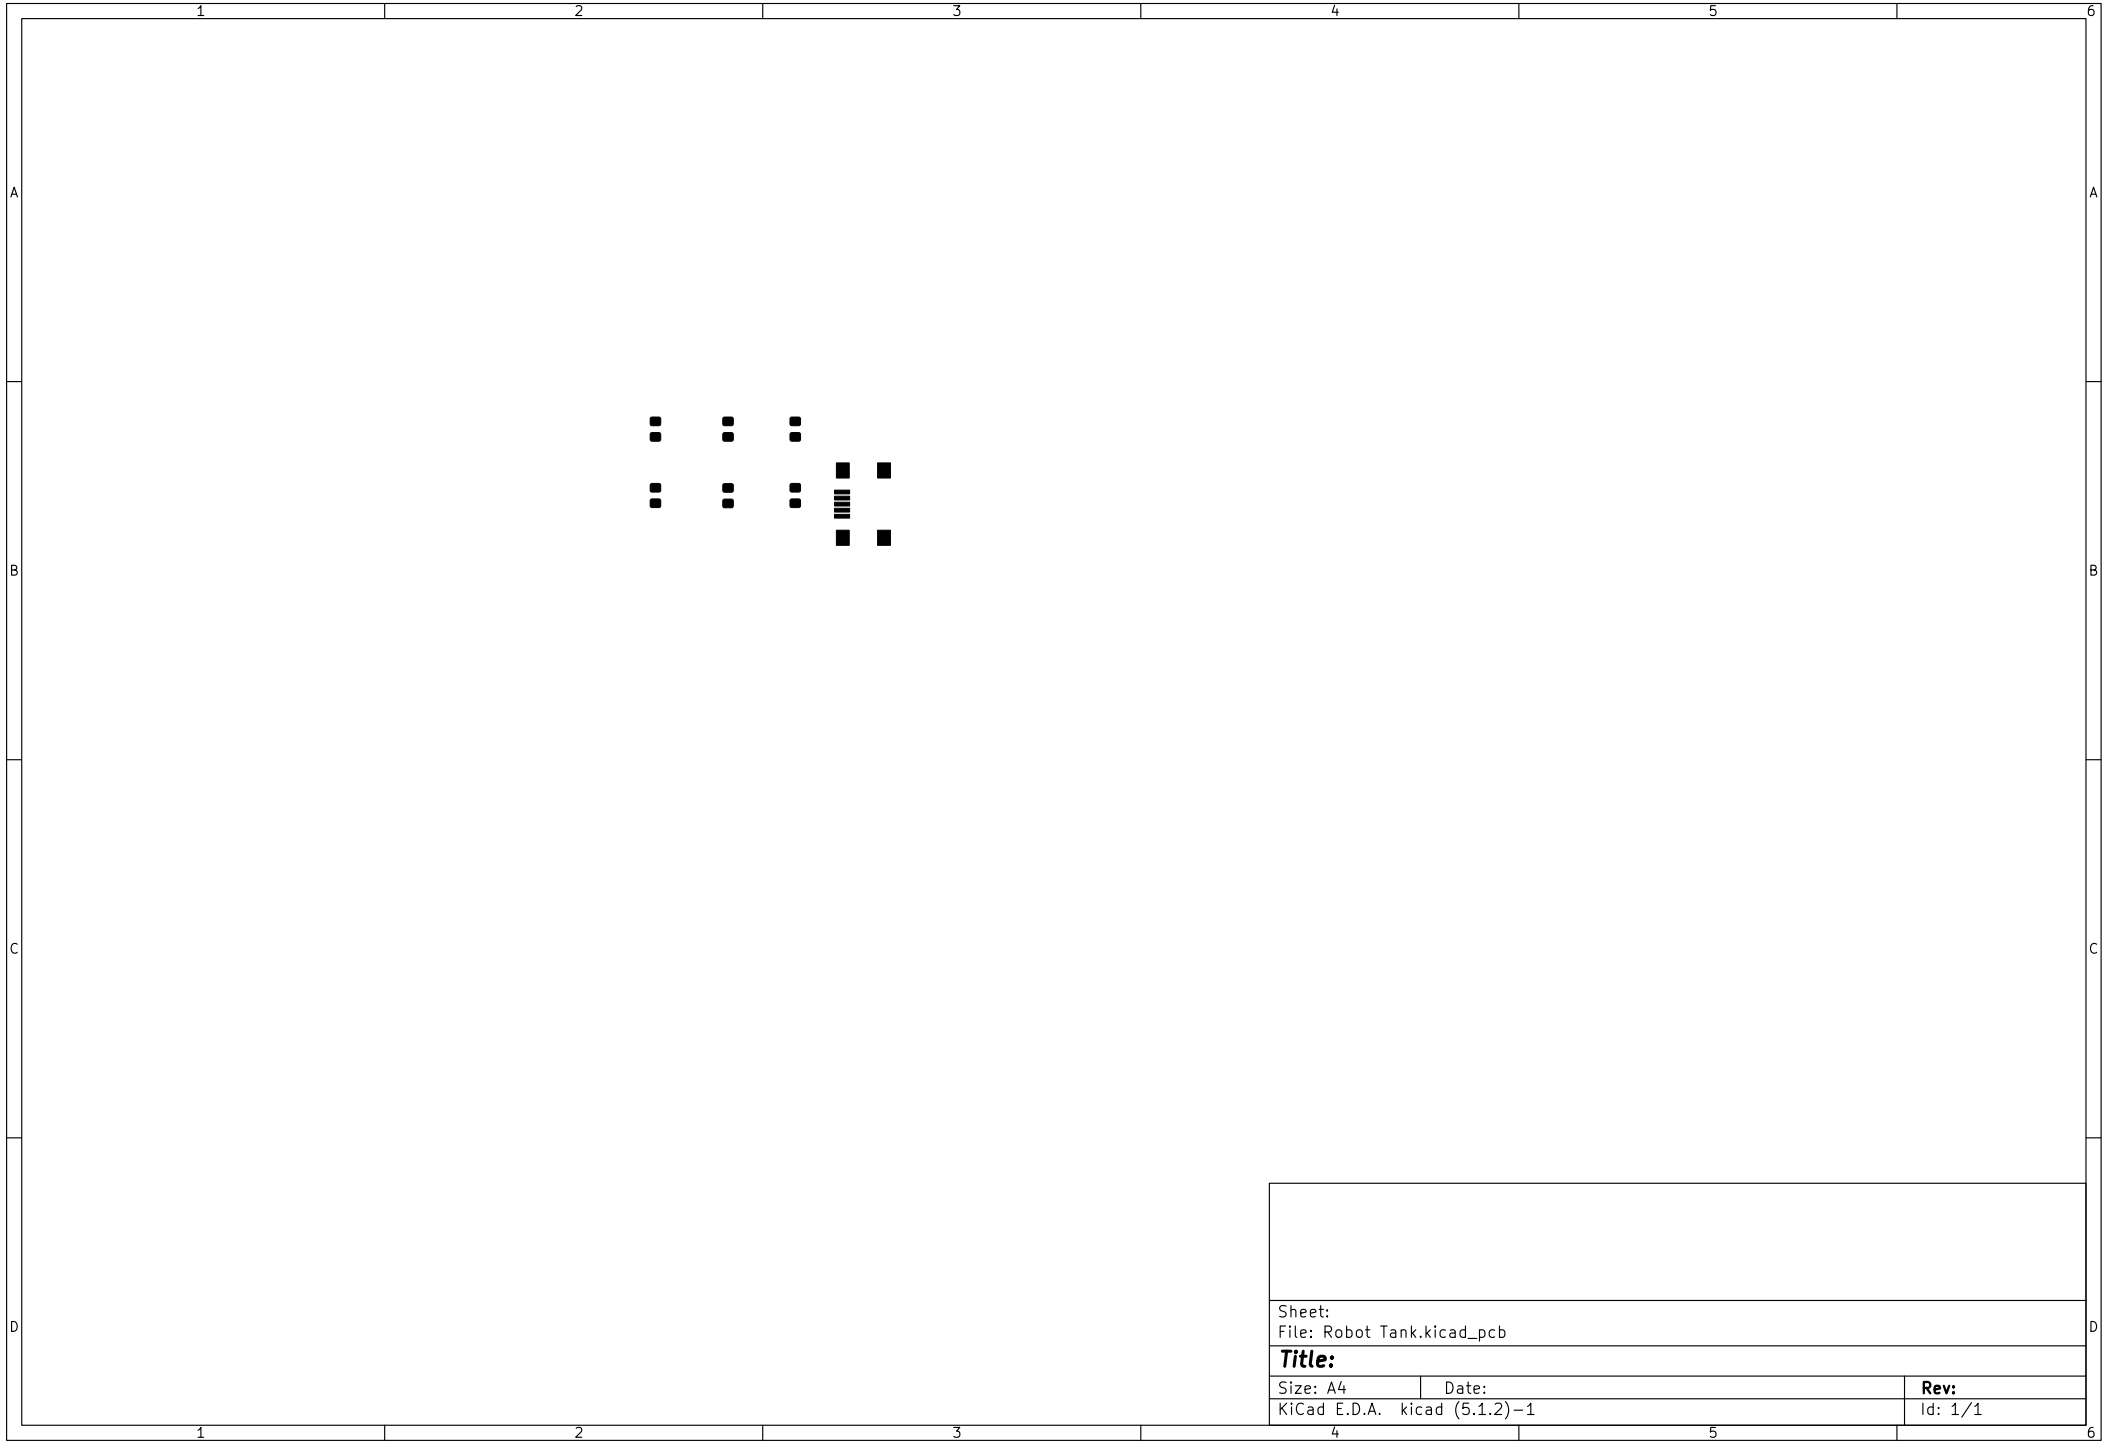 1 2 3 4 5 6
A A
B B
C C
Sheet:
File: Robot Tank.kicad_pcb
D D
Title:
Size: A4 Date: Rev:
KiCad E.D.A. kicad (5.1.2)-1 Id: 1/1
1 2 3 4 5 6